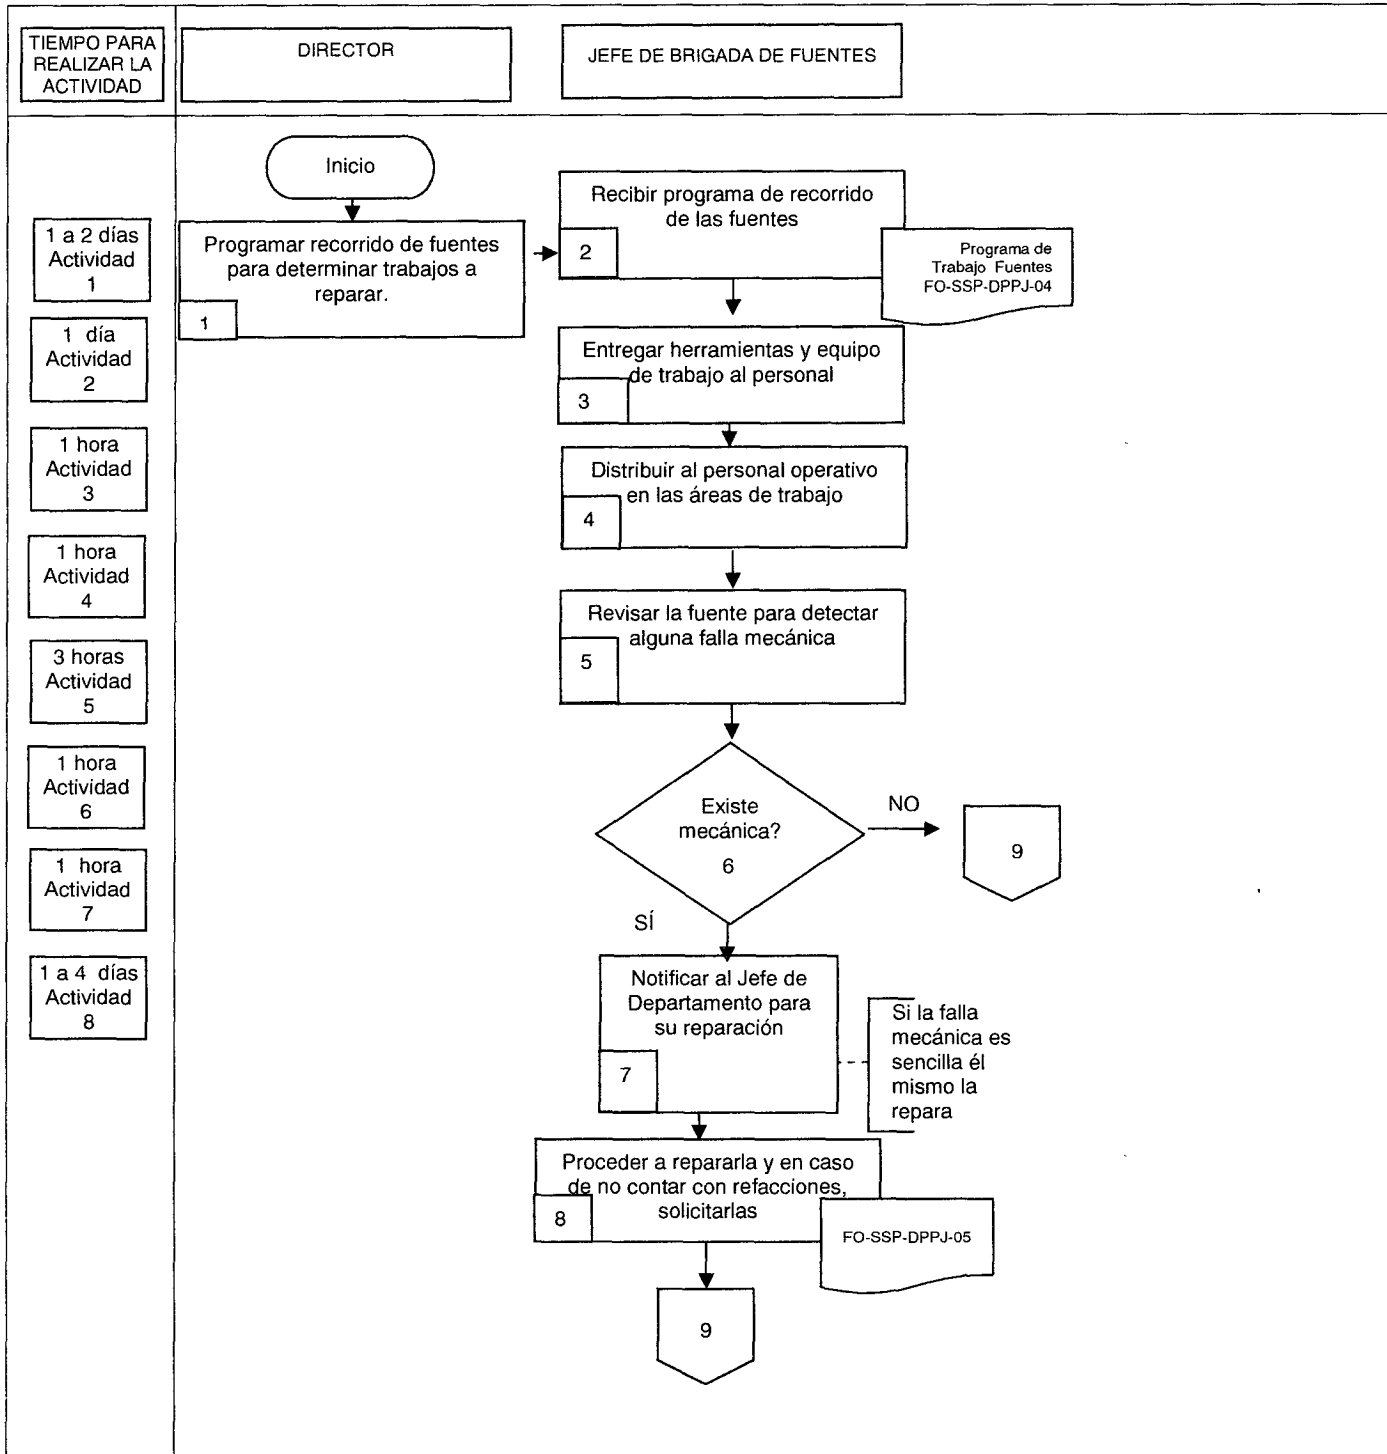 TIEMPO PARA
REALIZAR LA
ACTIVIDAD
DIRECTOR
JEFE DE BRIGADA DE FUENTES
Inicio
1 a 2 días
Actividad
1
Programar recorrido de fuentes
para determinar trabajos a
reparar.
1
Recibir programa de recorrido
de las fuentes
2
Programa de
Trabajo Fuentes
FO-SSP-DPPJ-04
1 día
Actividad
2
Entregar herramientas y equipo
de trabajo al personal
3
1 hora
Actividad
3
Distribuir al personal operativo
en las áreas de trabajo
4
1 hora
Actividad
4
Revisar la fuente para detectar
alguna falla mecánica
5
3 horas
Actividad
5
1 hora
Actividad
6
Existe
mecánica?
6
NO
9
1 hora
Actividad
7
SÍ
1 a 4 días
Actividad
8
Notificar al Jefe de
Departamento para
su reparación
7
Si la falla
mecánica es
sencilla él
mismo la
repara
Proceder a repararla y en caso
de no contar con refacciones,
solicitarlas
8
FO-SSP-DPPJ-05
9